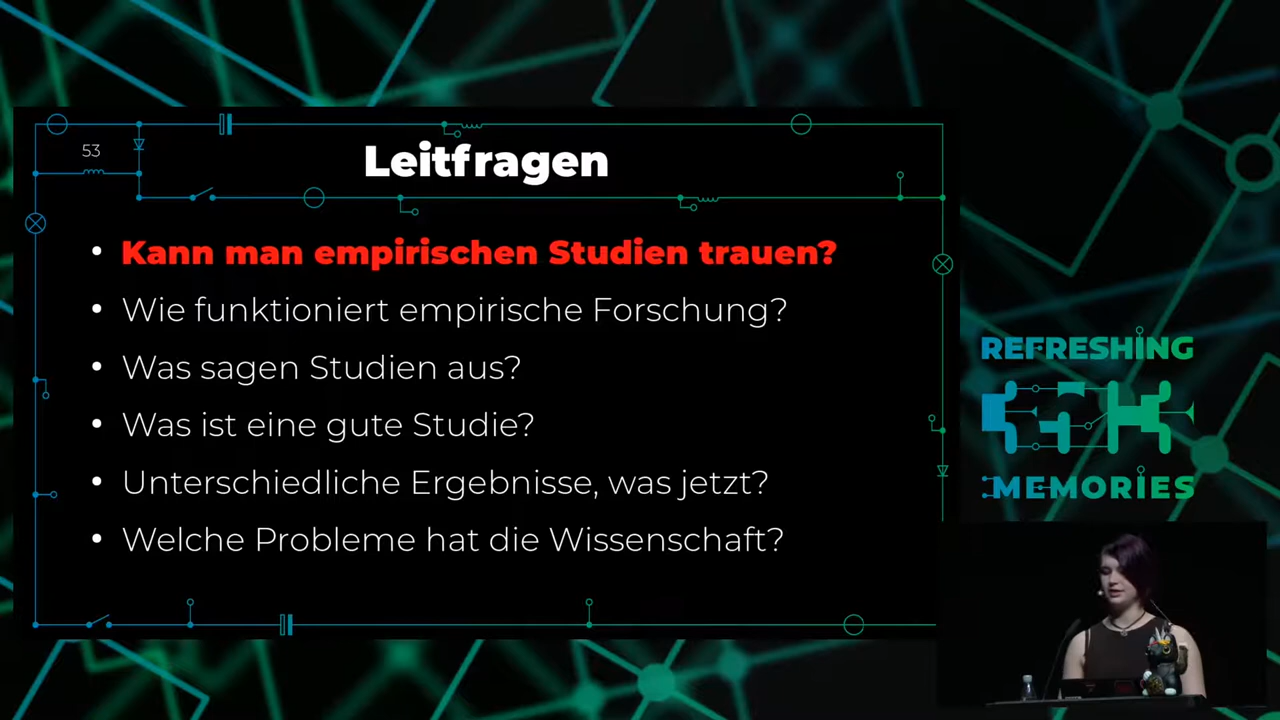 53
Leitfragen
• Kann man empirischen Studien trauen?
• Wie funktioniert empirische Forschung?
• Was sagen Studien aus?
• Was ist eine gute Studie?
• Unterschiedliche Ergebnisse, was jetzt?
• Welche Probleme hat die Wissenschaft?
REFRESHING
MEMORIES